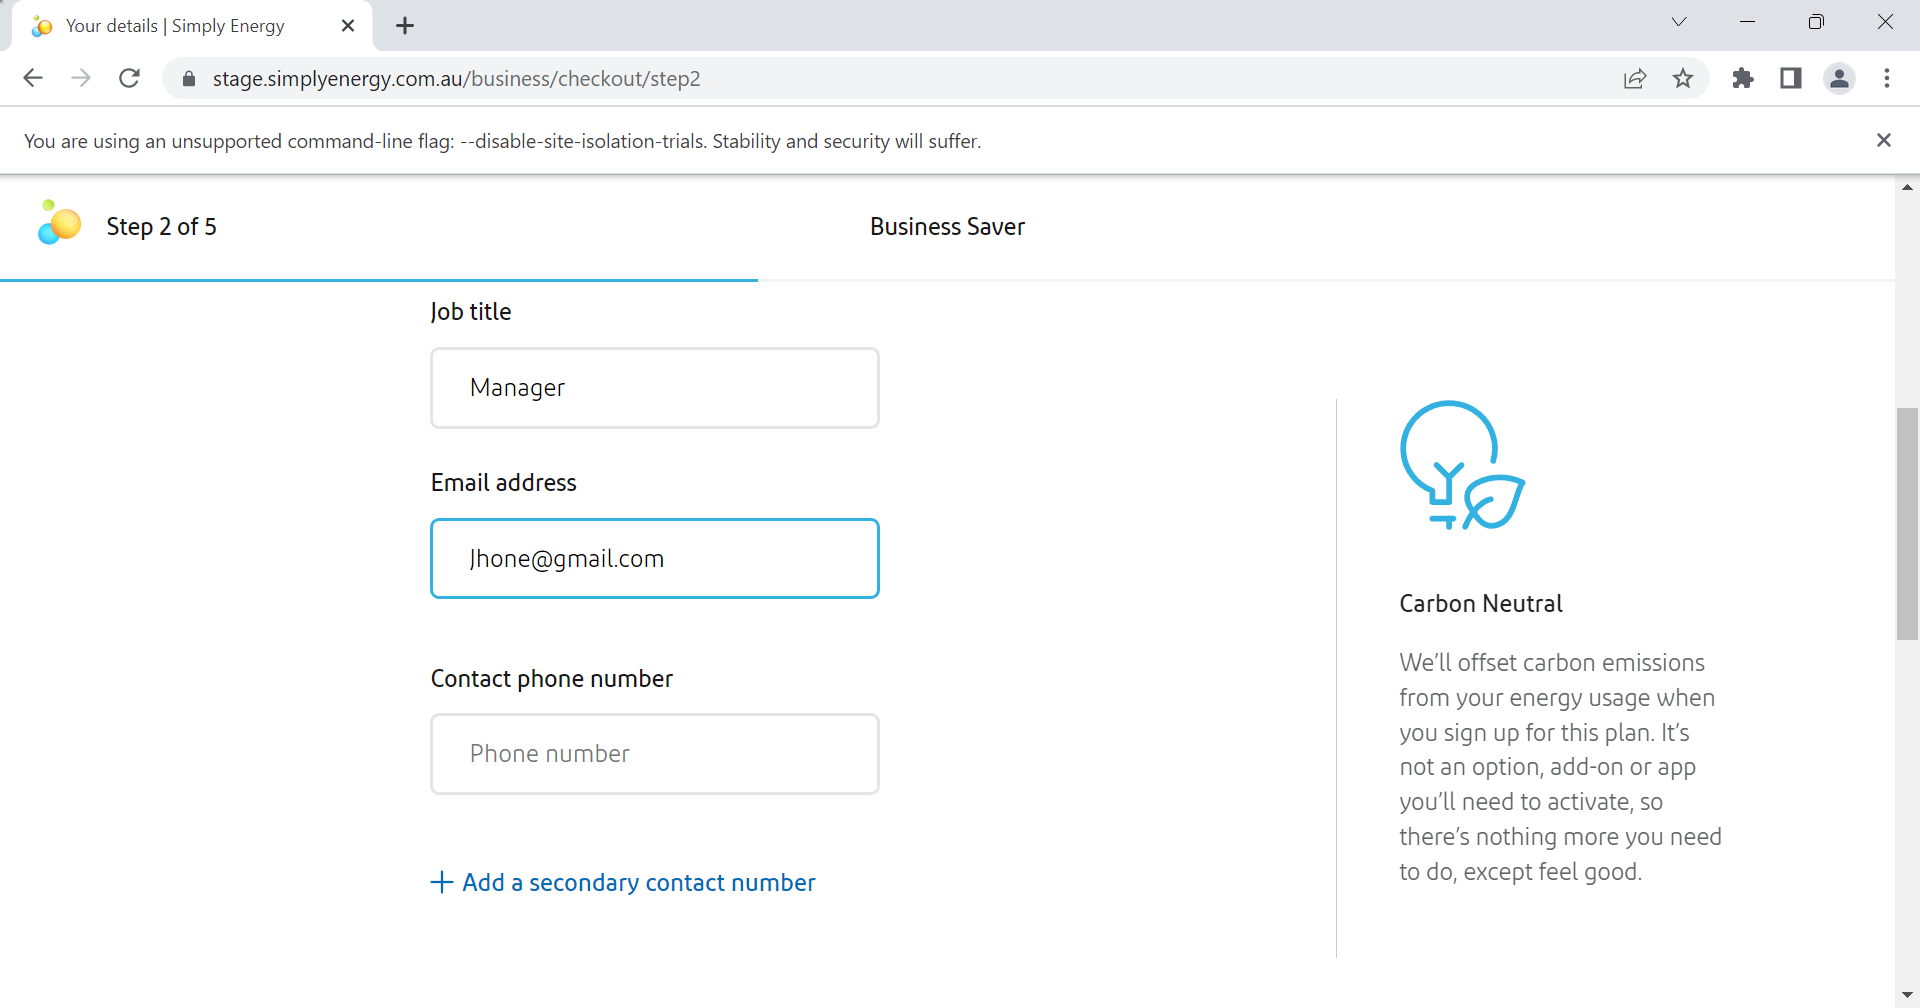 Your details | Simply Energy
stage.simplyenergy.com.au/business/checkout/step2
You are using an unsupported command-line flag: --disable-site-isolation-trials. Stability and security will suffer.
Step 2 of 5
Business Saver
Job title
Manager
Email address
Jhone@gmail.com
Contact phone number
Phone number
Add a secondary contact number
Carbon Neutral
We'll offset carbon emissions
from your energy usage when
you sign up for this plan. It's
not an option, add-on or app
you'll need to activate, so
there's nothing more you need
to do, except feel good.